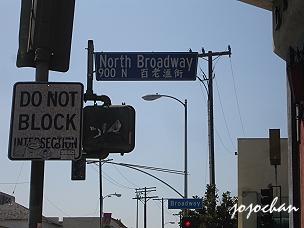 North Broadway
900 N 百老滙街
DO NOT
BLOCK
INTERSECTION
Broadway
jojochan